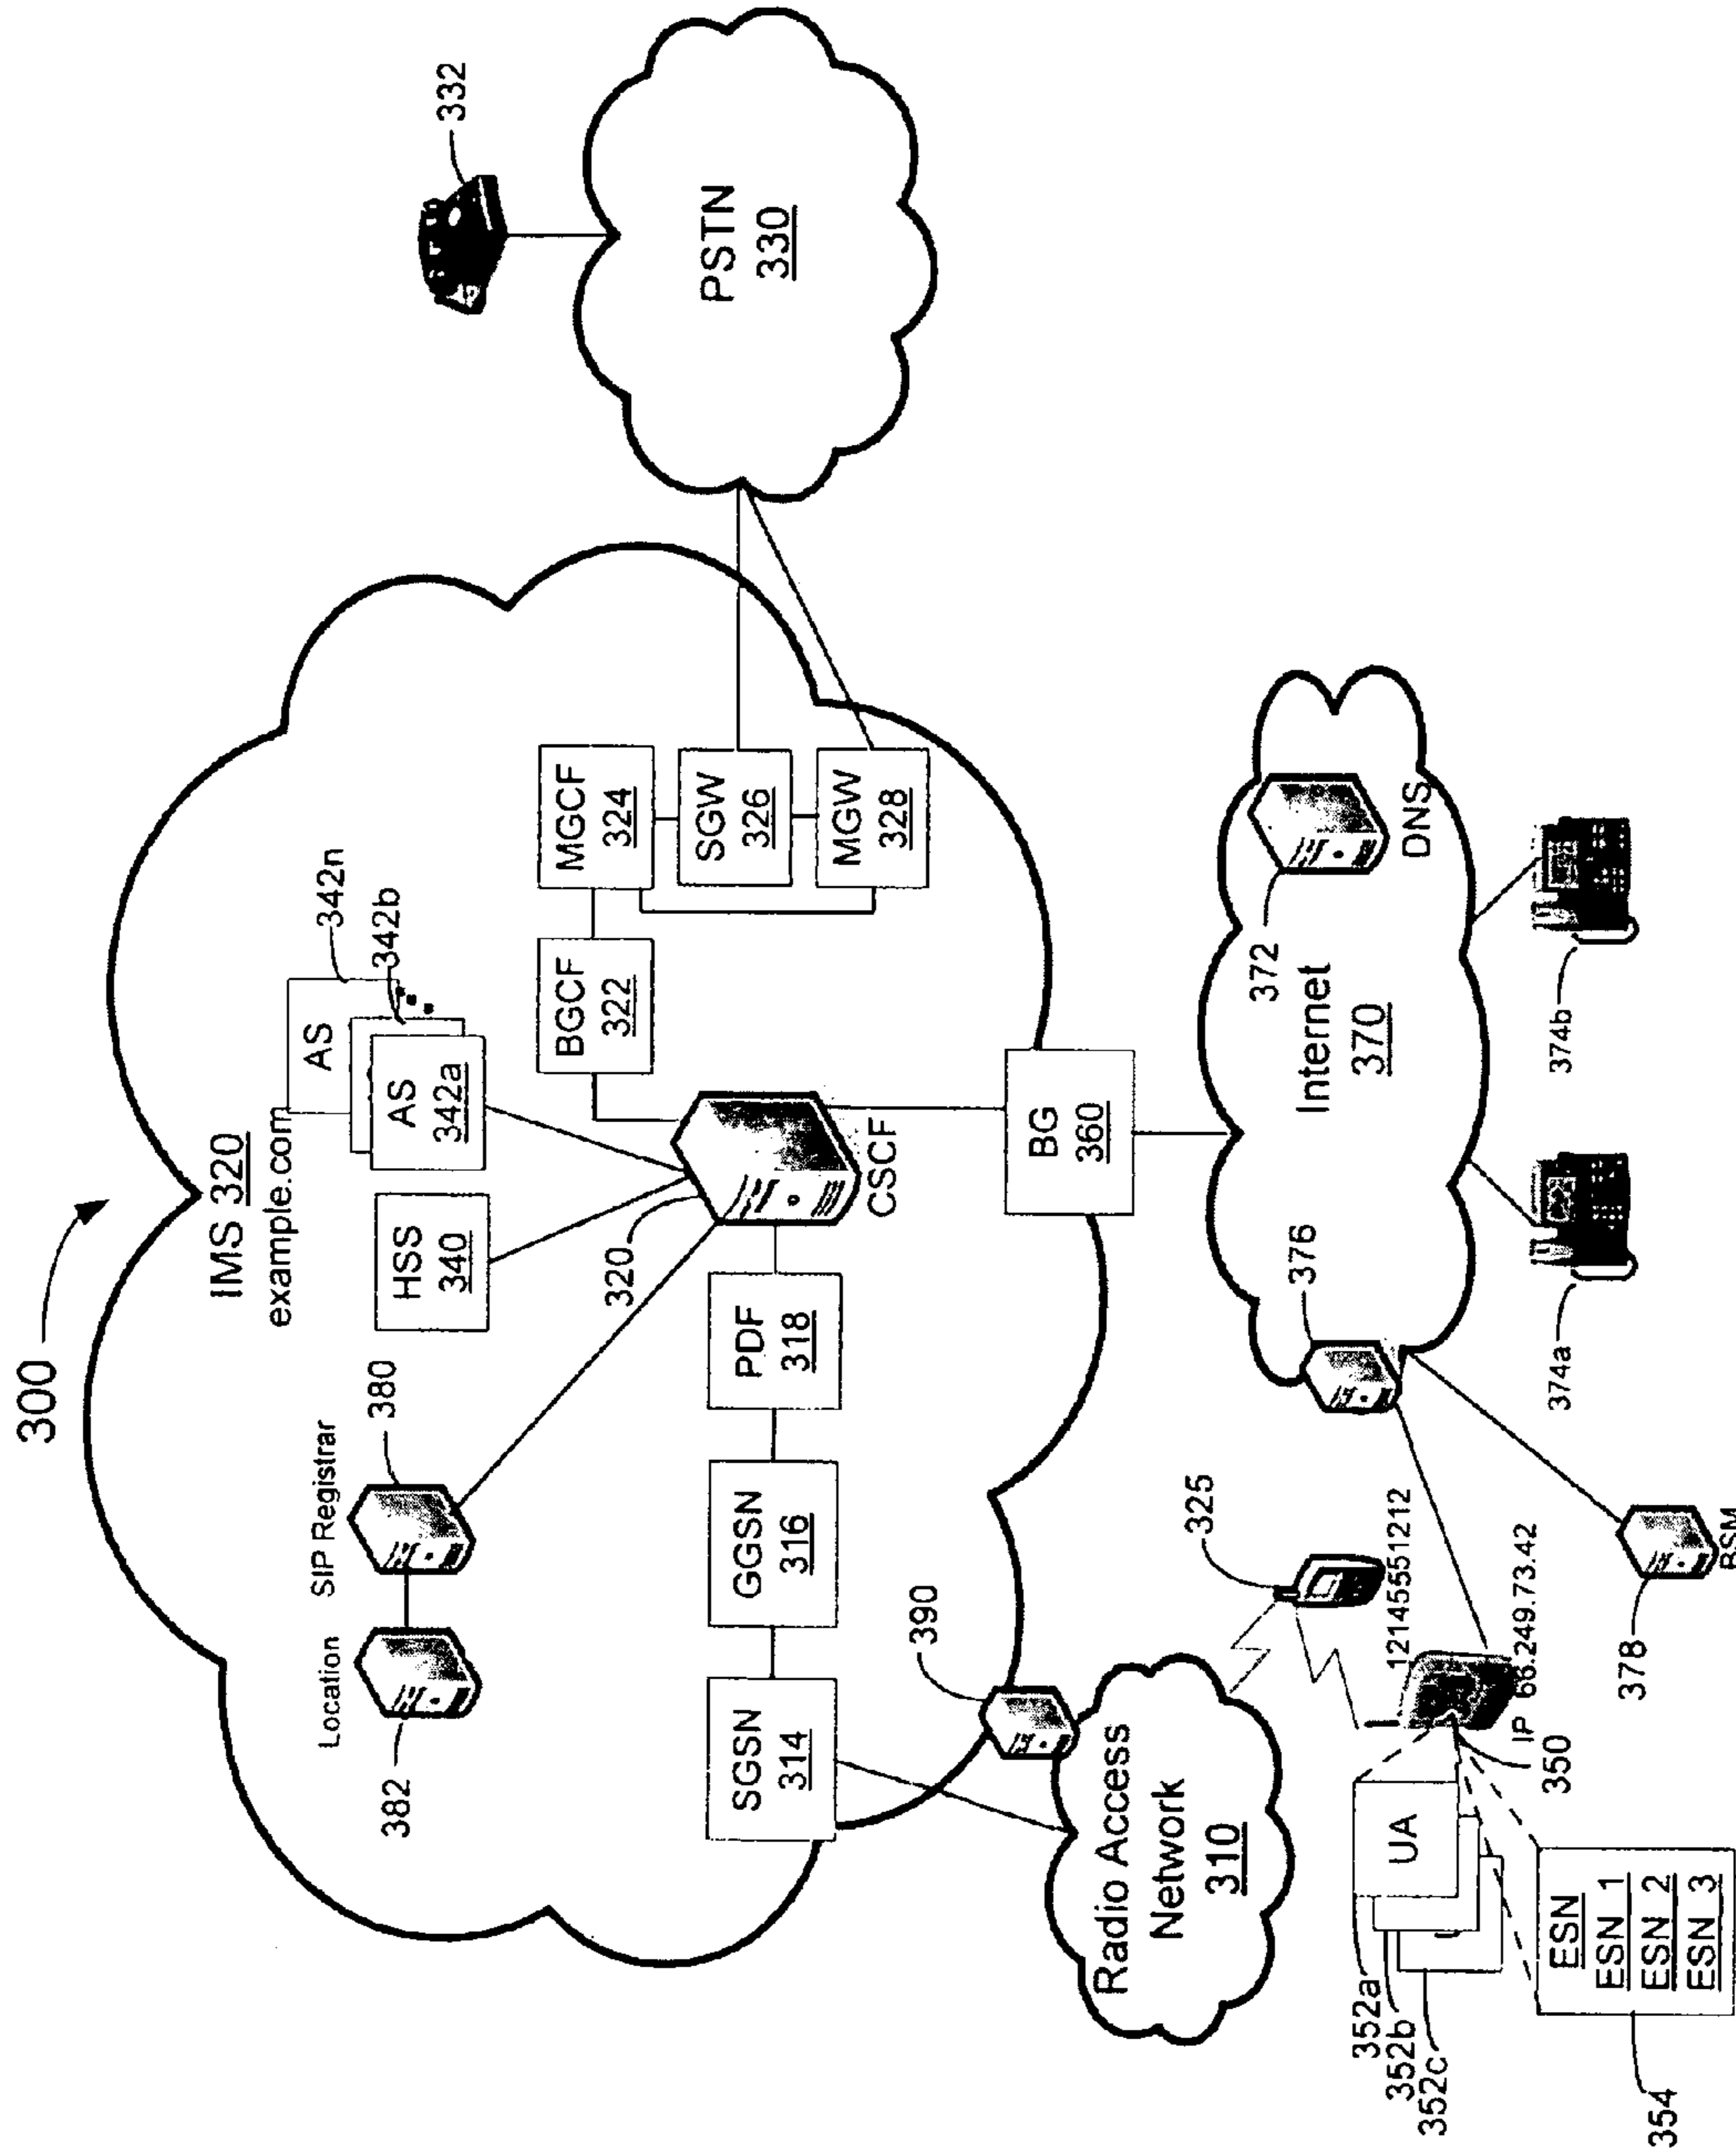 300
IMS 320
example.com
Location
SIP Registrar
382
380
HSS
340
AS
AS
342a
342n
342b
320
SGSN
314
GGSN
316
PDF
318
CSCF
BGCF
322
MGCF
324
SGW
326
MGW
328
PSTN
330
332
390
BG
360
Radio Access
Network
310
325
12145551212
IP 66.249.73.42
350
UA
352a
352b
352c
ESN
ESN 1
ESN 2
ESN 3
354
376
Internet
370
372
DNS
374a
374b
378
BSM